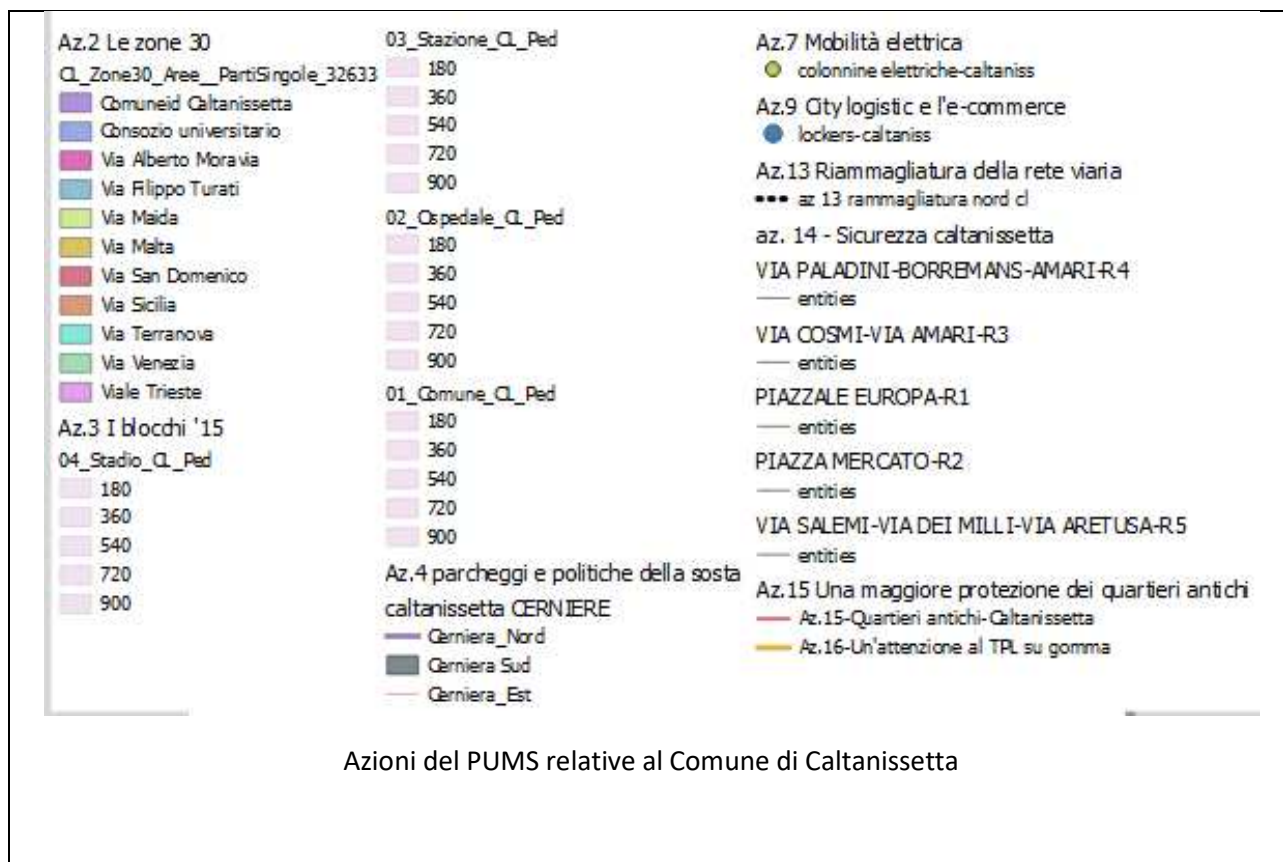 Az.2 Le zone 30
CL_Zone30_Aree__PartiSingole_32633
Comuneid Caltanissetta
Consozio universitario
Via Alberto Moravia
Via Filippo Turati
Via Maida
Via Malta
Via San Domenico
Via Sicilia
Via Terranova
Via Venezia
Viale Trieste
Az.3 I blocchi '15
04_Stadio_CL_Ped
180
360
540
720
900
03_Stazione_CL_Ped
180
360
540
720
900
02_Ospedale_CL_Ped
180
360
540
720
900
01_Comune_CL_Ped
180
360
540
720
900
Az.4 parcheggi e politiche della sosta
caltanissetta CERNIERE
Cerniera_Nord
Cerniera Sud
Cerniera_Est
Az.7 Mobilità elettrica
colonnine elettriche-caltaniss
Az.9 City logistic e l'e-commerce
lockers-caltaniss
Az.13 Riammagliatura della rete viaria
az 13 rammagliatura nord cl
az. 14 - Sicurezza caltanissetta
VIA PALADINI-BORREMANS-AMARI-R4
entities
VIA COSMI-VIA AMARI-R3
entities
PIAZZALE EUROPA-R1
entities
PIAZZA MERCATO-R2
entities
VIA SALEMI-VIA DEI MILLI-VIA ARETUSA-R5
entities
Az.15 Una maggiore protezione dei quartieri antichi
Az.15-Quartieri antichi-Caltanissetta
Az.16-Un'attenzione al TPL su gomma
Azioni del PUMS relative al Comune di Caltanissetta